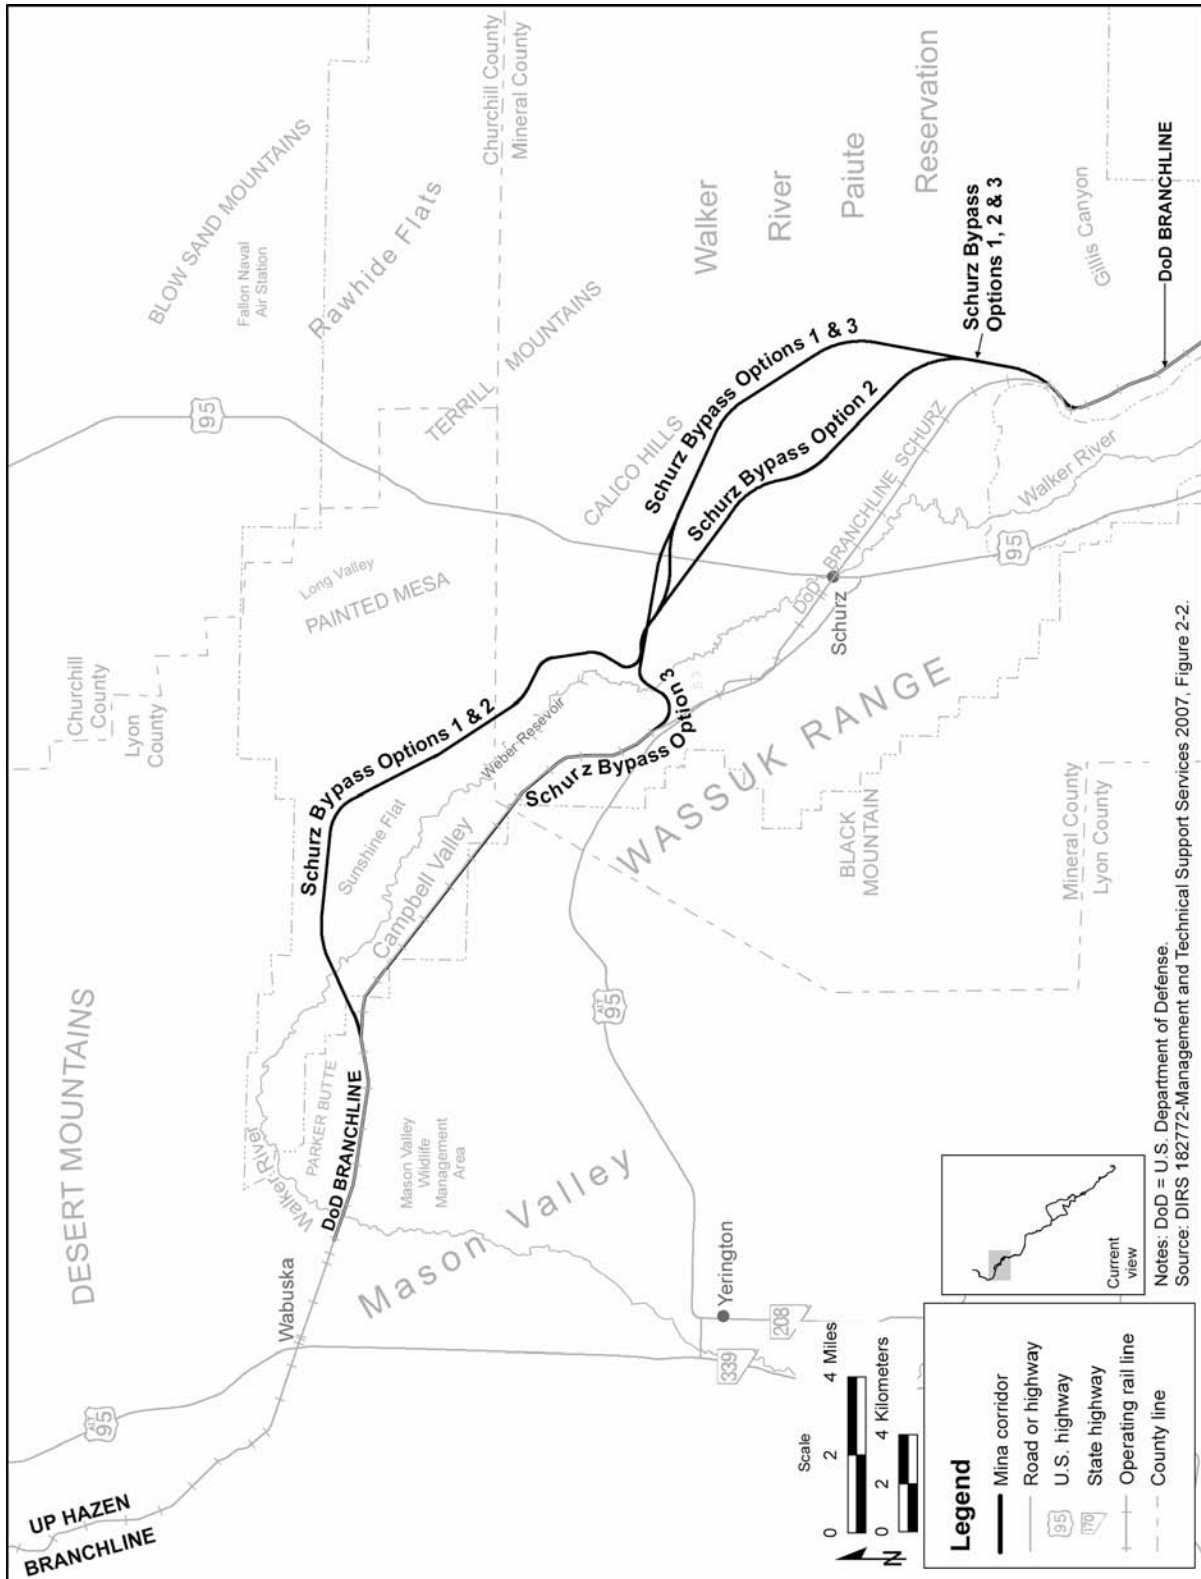 UP HAZEN
BRANCHLINE
ALT
95
Wabuska
DESERT MOUNTAINS
Walker River
PARKER BUTTE
DoD BRANCHLINE
Mason Valley
Wildlife
Management
Area
Mason Valley
Yerington
339
208
ALT
95
Churchill
County
Lyon
County
Schurz Bypass Options 1 & 2
Sunshine Flat
Campbell Valley
Weber Resevoir
Schurz Bypass Option 3
WASSUK RANGE
BLACK
MOUNTAIN
Mineral County
Lyon County
Long Valley
PAINTED MESA
95
BLOW SAND MOUNTAINS
Fallon Naval
Air Station
Rawhide Flats
TERRILL MOUNTAINS
Churchill County
Mineral County
CALICO HILLS
Schurz Bypass Options 1 & 3
Schurz Bypass Option 2
DoD BRANCHLINE SCHURZ
Schurz
95
Walker River
Walker
River
Paiute
Reservation
Schurz Bypass
Options 1, 2 & 3
Gillis Canyon
DoD BRANCHLINE
N
Scale
0 2 4 Miles
0 2 4 Kilometers
Legend
Mina corridor
Road or highway
95 U.S. highway
170 State highway
Operating rail line
County line
Current
view
Notes: DoD = U.S. Department of Defense.
Source: DIRS 182772-Management and Technical Support Services 2007, Figure 2-2.